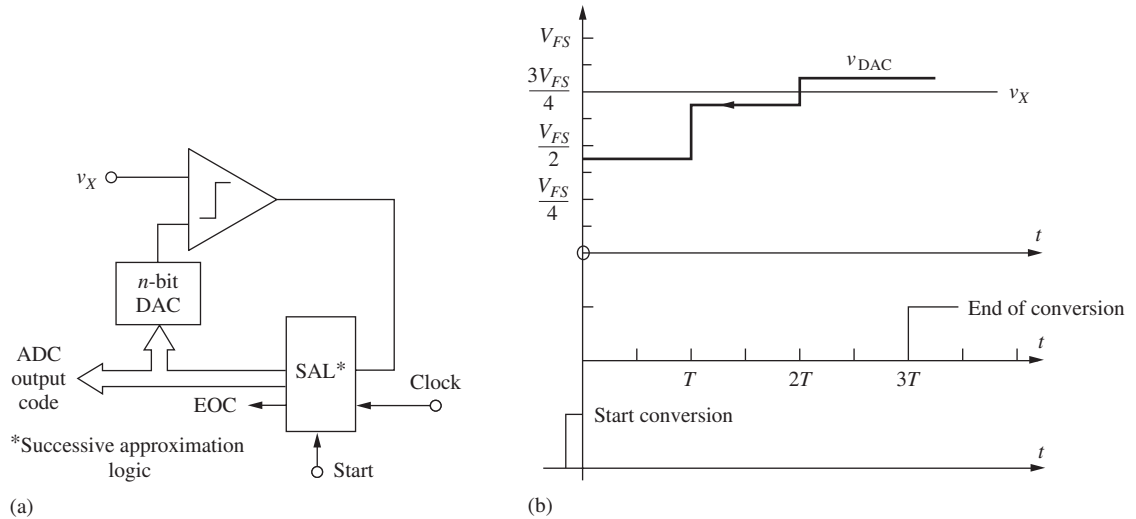 v_X
n-bit
DAC
ADC
output
code
SAL*
EOC
Clock
Start
*Successive approximation
logic
(a)
V_FS
3V_FS
4
V_FS
2
V_FS
4
v_DAC
v_X
t
End of conversion
t
T
2T
3T
Start conversion
t
(b)